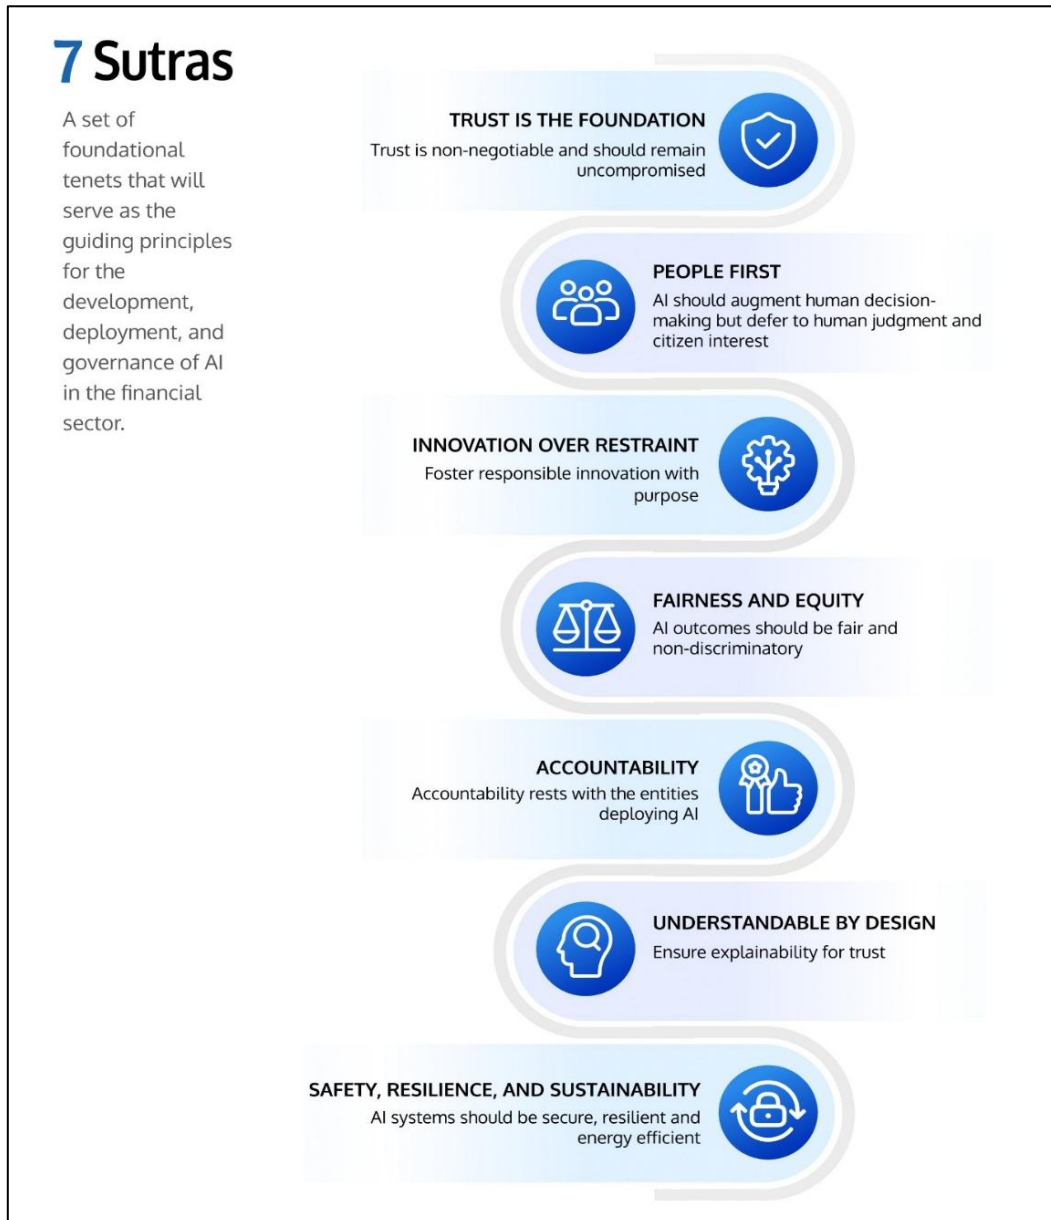 7 Sutras
A set of
foundational
tenets that will
serve as the
guiding principles
for the
development,
deployment, and
governance of AI
in the financial
sector.
TRUST IS THE FOUNDATION
Trust is non-negotiable and should remain
uncompromised
PEOPLE FIRST
AI should augment human decision-
making but defer to human judgment and
citizen interest
INNOVATION OVER RESTRAINT
Foster responsible innovation with
purpose
FAIRNESS AND EQUITY
AI outcomes should be fair and
non-discriminatory
ACCOUNTABILITY
Accountability rests with the entities
deploying AI
UNDERSTANDABLE BY DESIGN
Ensure explainability for trust
SAFETY, RESILIENCE, AND SUSTAINABILITY
AI systems should be secure, resilient and
energy efficient